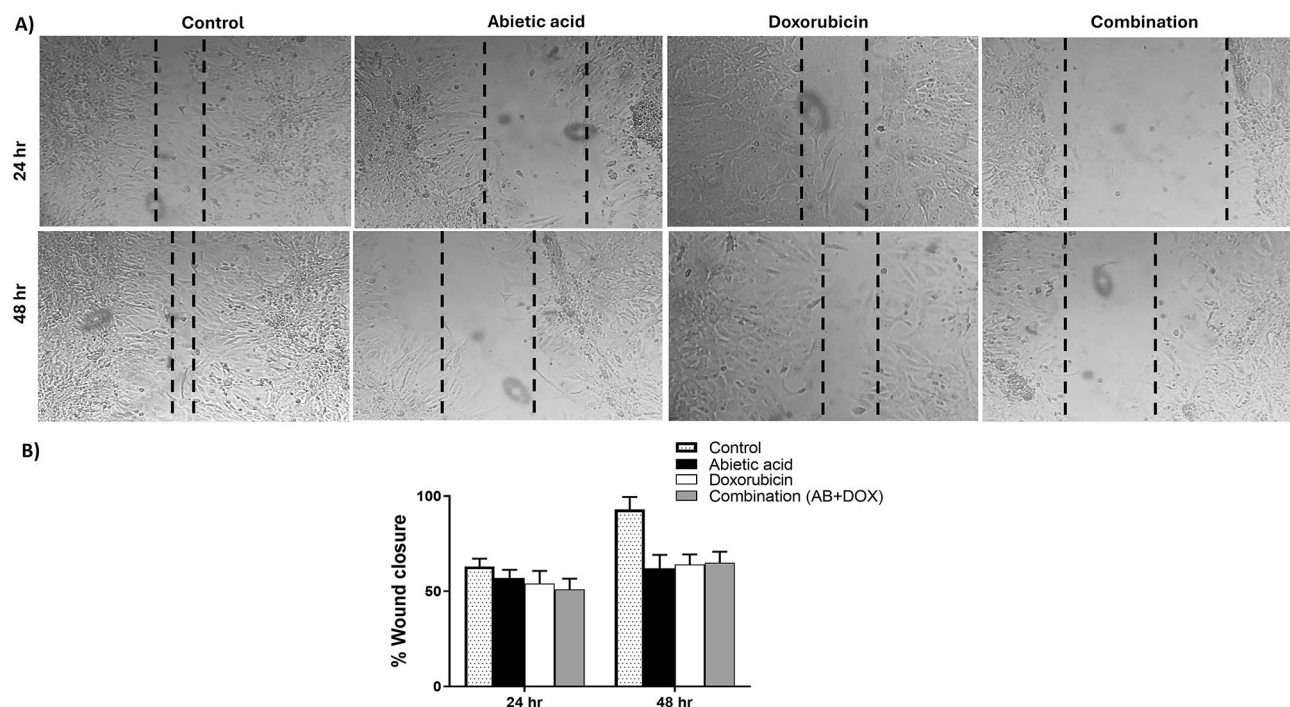 A)
Control
Abietic acid
Doxorubicin
Combination
24 hr
48 hr
B)
Control
Abietic acid
Doxorubicin
Combination (AB+DOX)
100
50
0
% Wound closure
24 hr
48 hr